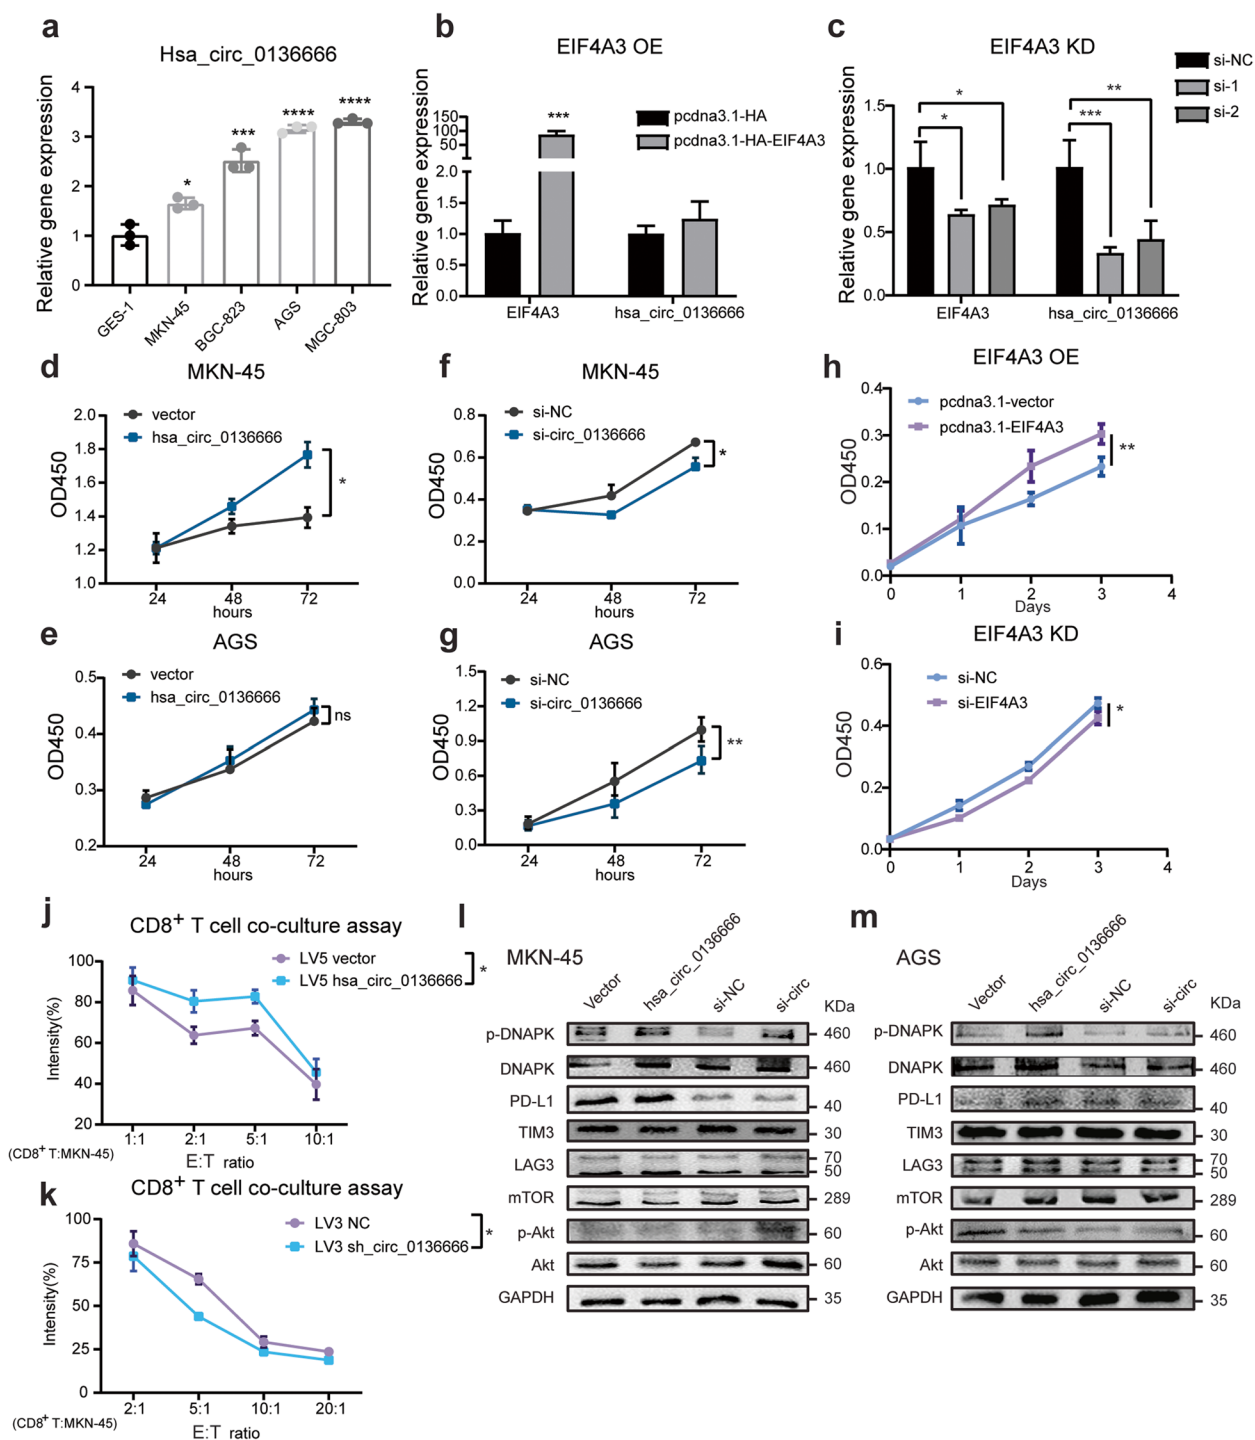 a
Hsa_circ_0136666
Relative gene expression
4
3
2
1
0
*
***
****
****
GES-1
MKN-45
BGC-823
AGS
MGC-803
b
EIF4A3 OE
Relative gene expression
150
100
50
2.0
1.5
1.0
0.5
0.0
***
pcdna3.1-HA
pcdna3.1-HA-EIF4A3
EIF4A3
hsa_circ_0136666
c
EIF4A3 KD
Relative gene expression
1.5
1.0
0.5
0.0
*
*
**
***
si-NC
si-1
si-2
EIF4A3
hsa_circ_0136666
d
MKN-45
OD450
2.0
1.8
1.6
1.4
1.2
1.0
vector
hsa_circ_0136666
*
24 48 72
hours
f
MKN-45
OD450
0.8
0.6
0.4
0.2
0.0
si-NC
si-circ_0136666
*
24 48 72
hours
h
EIF4A3 OE
OD450
0.4
0.3
0.2
0.1
0.0
pcdna3.1-vector
pcdna3.1-EIF4A3
**
0 1 2 3 4
Days
e
AGS
OD450
0.5
0.4
0.3
0.2
vector
hsa_circ_0136666
ns
24 48 72
hours
g
AGS
OD450
1.5
1.2
0.9
0.6
0.3
0.0
si-NC
si-circ_0136666
**
24 48 72
hours
i
EIF4A3 KD
OD450
0.6
0.4
0.2
0.0
si-NC
si-EIF4A3
*
0 1 2 3 4
Days
j
CD8+ T cell co-culture assay
Intensity(%)
100
80
60
40
20
LV5 vector
LV5 hsa_circ_0136666
*
1:1 2:1 5:1 10:1
(CD8+ T:MKN-45)
E:T ratio
k
CD8+ T cell co-culture assay
Intensity(%)
100
75
50
25
0
LV3 NC
LV3 sh_circ_0136666
*
2:1 5:1 10:1 20:1
(CD8+ T:MKN-45)
E:T ratio
l
MKN-45
Vector
hsa_circ_0136666
si-NC
si-circ
KDa
p-DNAPK 460
DNAPK 460
PD-L1 40
TIM3 30
LAG3 70
50
mTOR 289
p-Akt 60
Akt 60
GAPDH 35
m
AGS
Vector
hsa_circ_0136666
si-NC
si-circ
KDa
p-DNAPK 460
DNAPK 460
PD-L1 40
TIM3 30
LAG3 70
50
mTOR 289
p-Akt 60
Akt 60
GAPDH 35